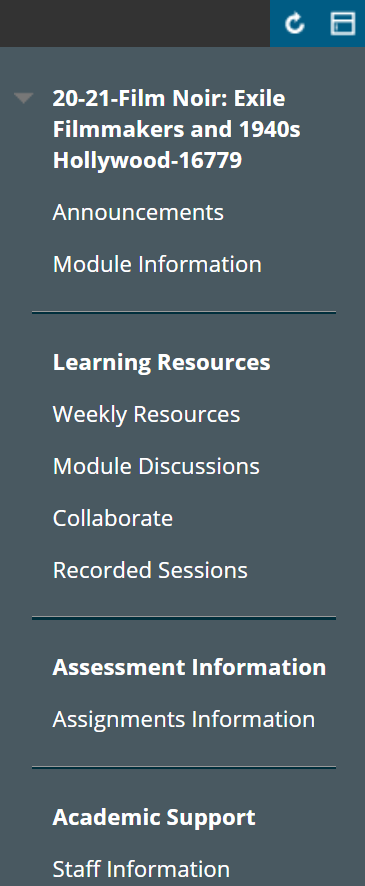 20-21-Film Noir: Exile
Filmmakers and 1940s
Hollywood-16779
Announcements
Module Information
Learning Resources
Weekly Resources
Module Discussions
Collaborate
Recorded Sessions
Assessment Information
Assignments Information
Academic Support
Staff Information